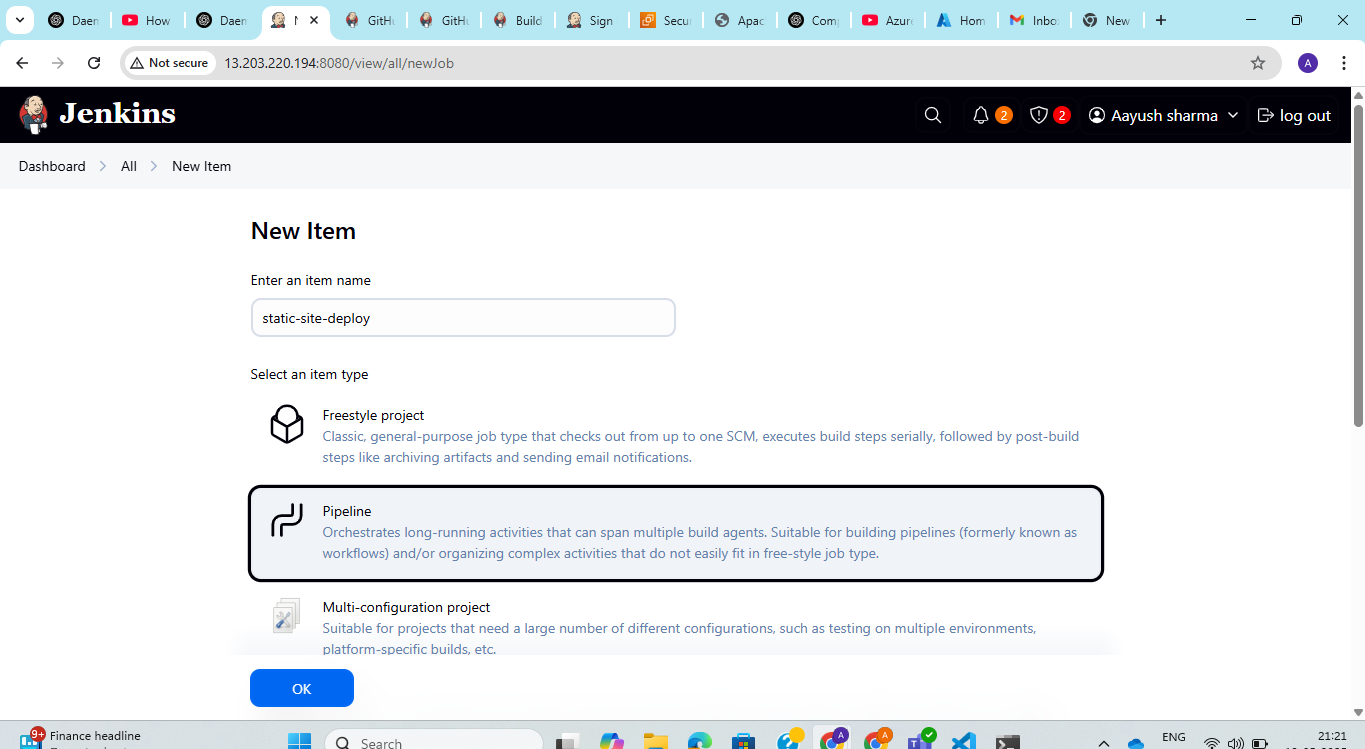 Daen
How
Daen
GitHu
GitHu
Build
Sign
Secu
Apac
Com
Azure
Hom
Inbo
New
Not secure
13.203.220.194:8080/view/all/newJob
A
Jenkins
2
2
Aayush sharma
log out
Dashboard
All
New Item
New Item
Enter an item name
static-site-deploy
Select an item type
Freestyle project
Classic, general-purpose job type that checks out from up to one SCM, executes build steps serially, followed by post-build
steps like archiving artifacts and sending email notifications.
Pipeline
Orchestrates long-running activities that can span multiple build agents. Suitable for building pipelines (formerly known as
workflows) and/or organizing complex activities that do not easily fit in free-style job type.
Multi-configuration project
Suitable for projects that need a large number of different configurations, such as testing on multiple environments,
platform-specific builds, etc.
OK
9+
Finance headline
Search
A
A
ENG
21:21